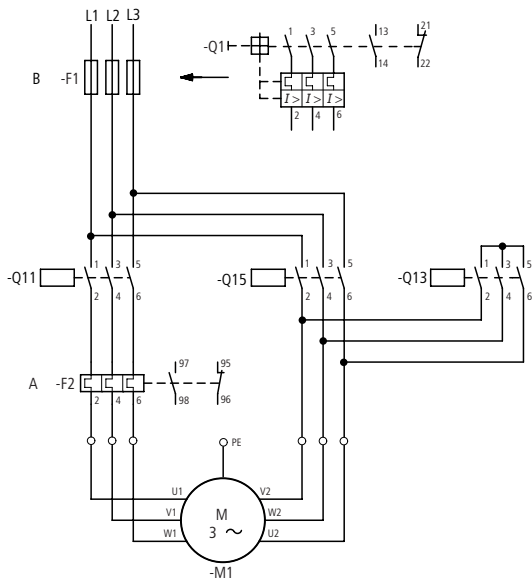 L1 L2 L3
-Q1 1 3 5 13 21
14 22
I> I> I>
2 4 6
B -F1
-Q11 1 3 5
2 4 6
-Q15 1 3 5
2 4 6
-Q13 1 3 5
2 4 6
A -F2 97 95
2 4 6 98 96
PE
U1 V2
V1 M W2
3 ~
W1 U2
-M1